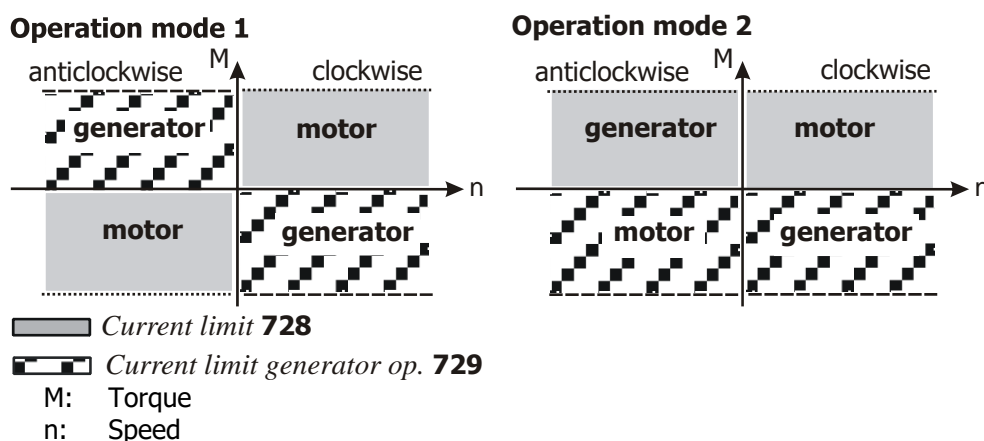 Operation mode 1
M
anticlockwise
clockwise
generator
motor
n
motor
generator
Operation mode 2
M
anticlockwise
clockwise
generator
motor
motor
generator
Current limit 728
Current limit generator op. 729
M: Torque
n: Speed